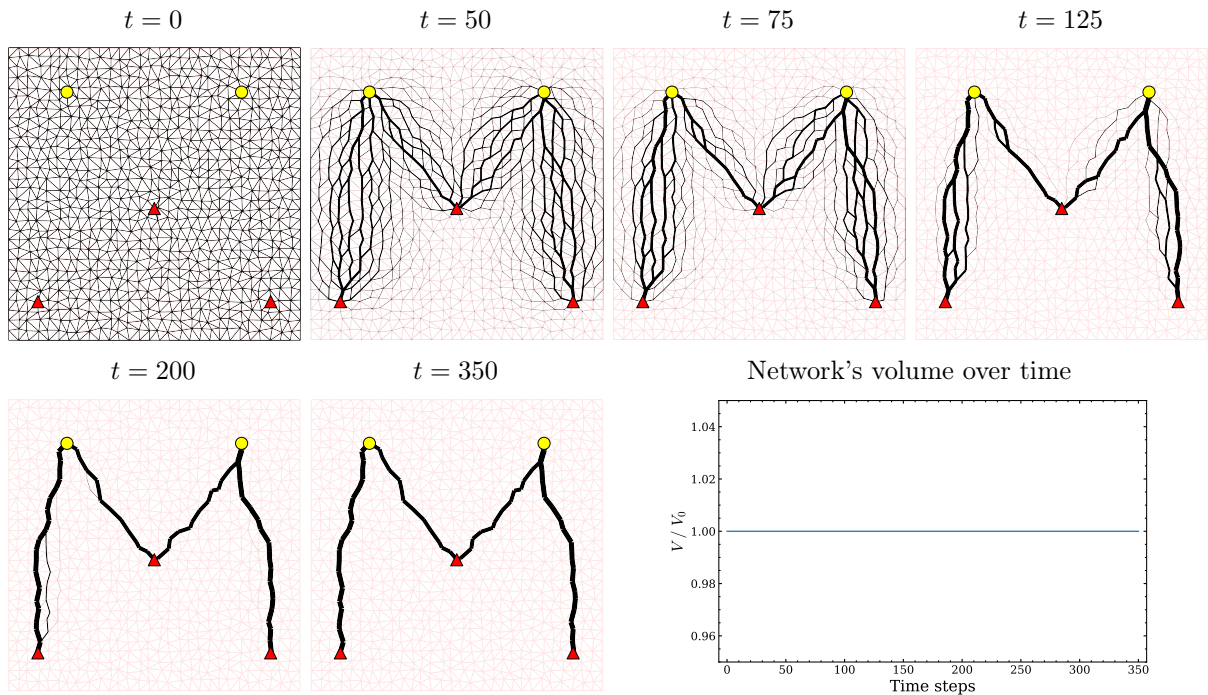 t = 0
t = 50
t = 75
t = 125
t = 200
t = 350
Network's volume over time
1.04
1.02
1.00
0.98
0.96
V / V₀
0 50 100 150 200 250 300 350
Time steps